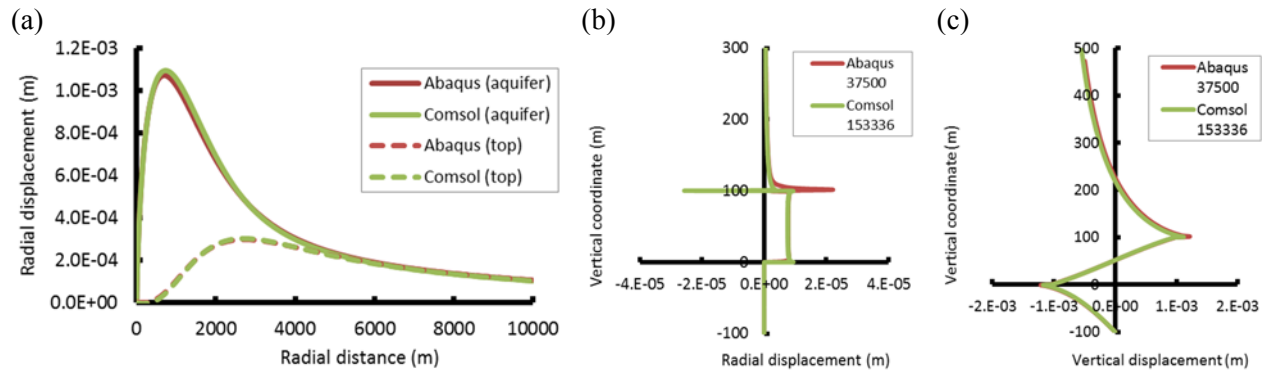 (a)
1.2E-03
1.0E-03
8.0E-04
6.0E-04
4.0E-04
2.0E-04
0.0E+00
Radial displacement (m)
0 2000 4000 6000 8000 10000
Radial distance (m)
Abaqus (aquifer)
Comsol (aquifer)
Abaqus (top)
Comsol (top)
(b)
300
200
100
0
-100
Vertical coordinate (m)
-4.E-05 -2.E-05 0.E+00 2.E-05 4.E-05
Radial displacement (m)
Abaqus
37500
Comsol
153336
(c)
500
400
300
200
100
0
-100
Vertical coordinate (m)
-2.E-03 -1.E-03 0.E+00 1.E-03 2.E-03
Vertical displacement (m)
Abaqus
37500
Comsol
153336